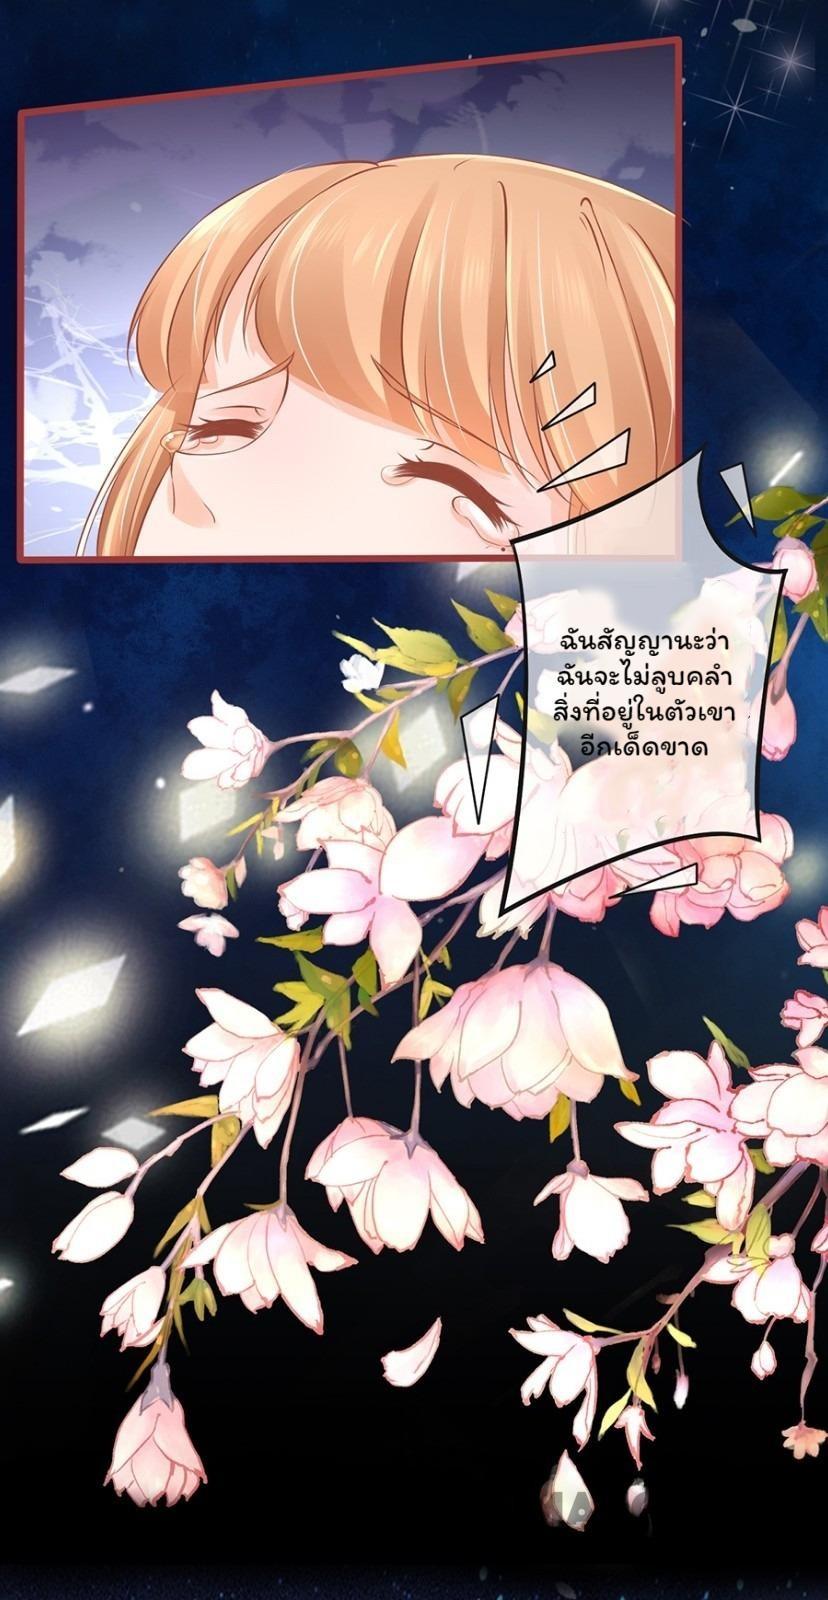 ฉันสัญญานะว่า
ฉันจะไม่ลูบคลำ
สิ่งที่อยู่ในตัวเขา
อีกเด็ดขาด